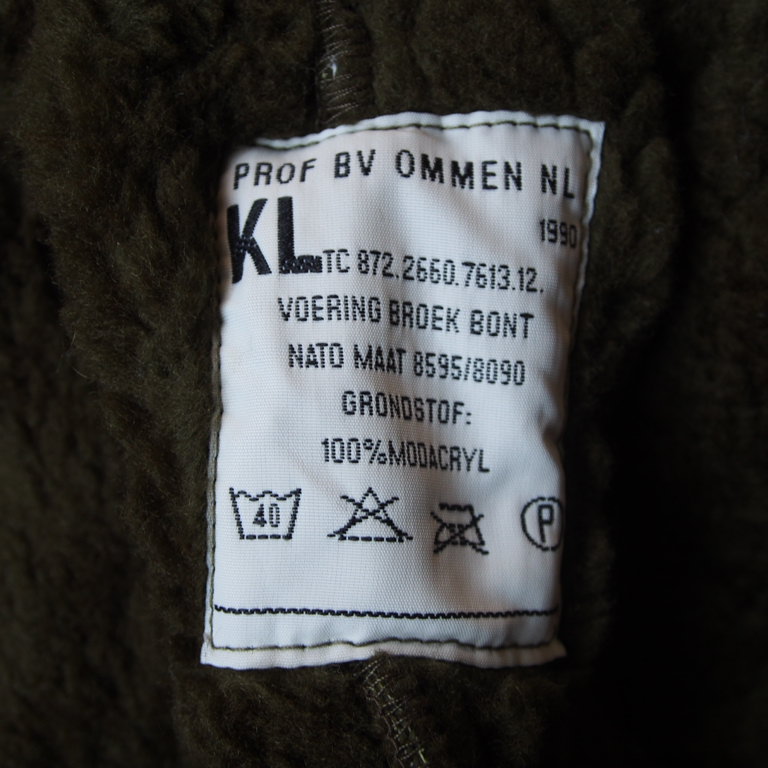 PROF BV OMMEN NL
1990
KL TC 872.2660.7613.12.
VOERING BROEK BONT
NATO MAAT 8595/8090
GRONDSTOF:
100%MODACRYL
40 P